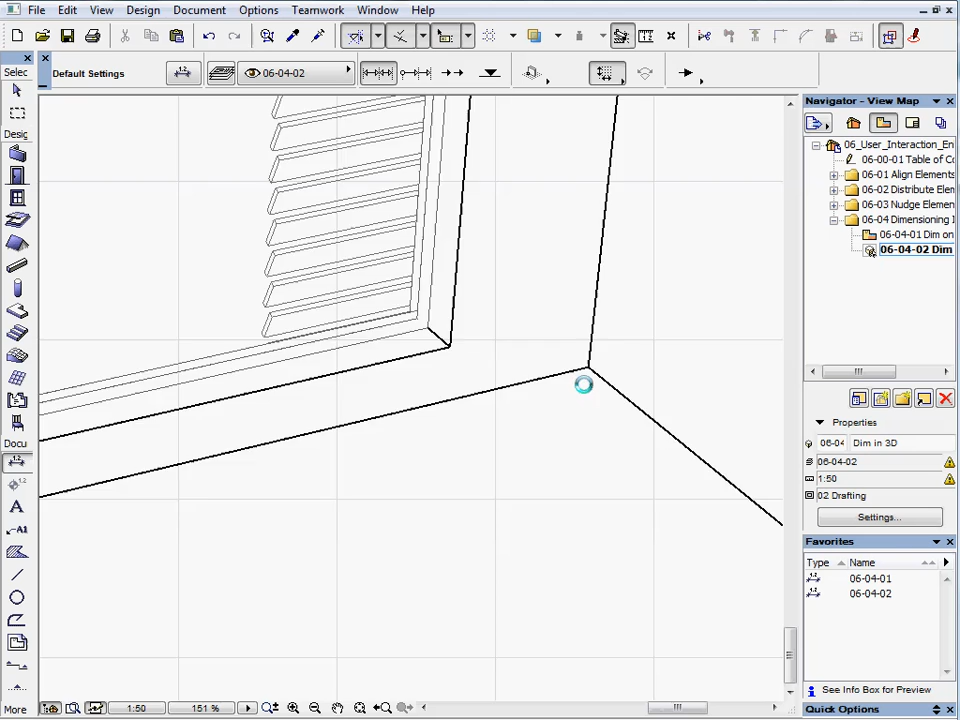 File Edit View Design Document Options Teamwork Window Help
Default Settings
06-04-02
Selec
Desig
Docu
More
A
A1
1.2
Navigator - View Map
06_User_Interaction_En
06-00-01 Table of Co
06-01 Align Elements
06-02 Distribute Elen
06-03 Nudge Elemen
06-04 Dimensioning I
06-04-01 Dim on
06-04-02 Dim
Properties
06-04 Dim in 3D
06-04-02
1:50
02 Drafting
Settings...
Favorites
Type Name
06-04-01
06-04-02
See Info Box for Preview
Quick Options
1:50 151 %